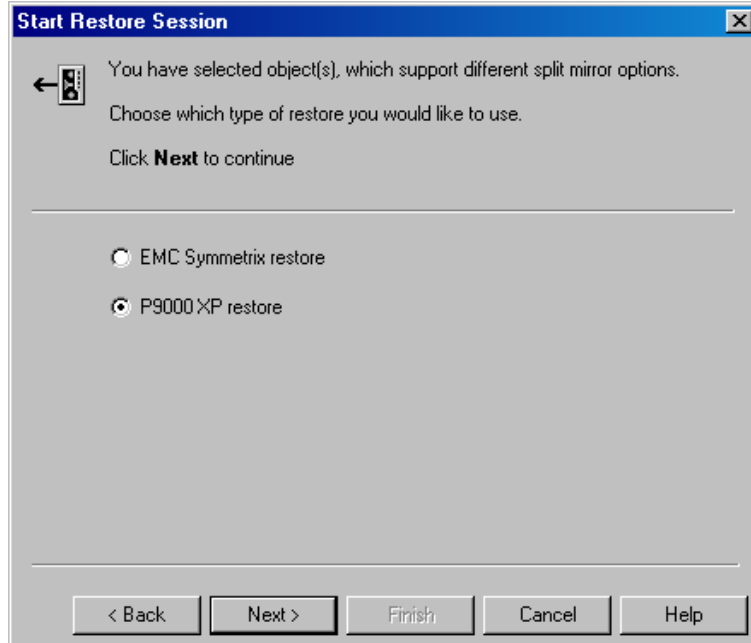 Start Restore Session
You have selected object(s), which support different split mirror options.
Choose which type of restore you would like to use.
Click Next to continue
EMC Symmetrix restore
P9000 XP restore
< Back Next > Finish Cancel Help